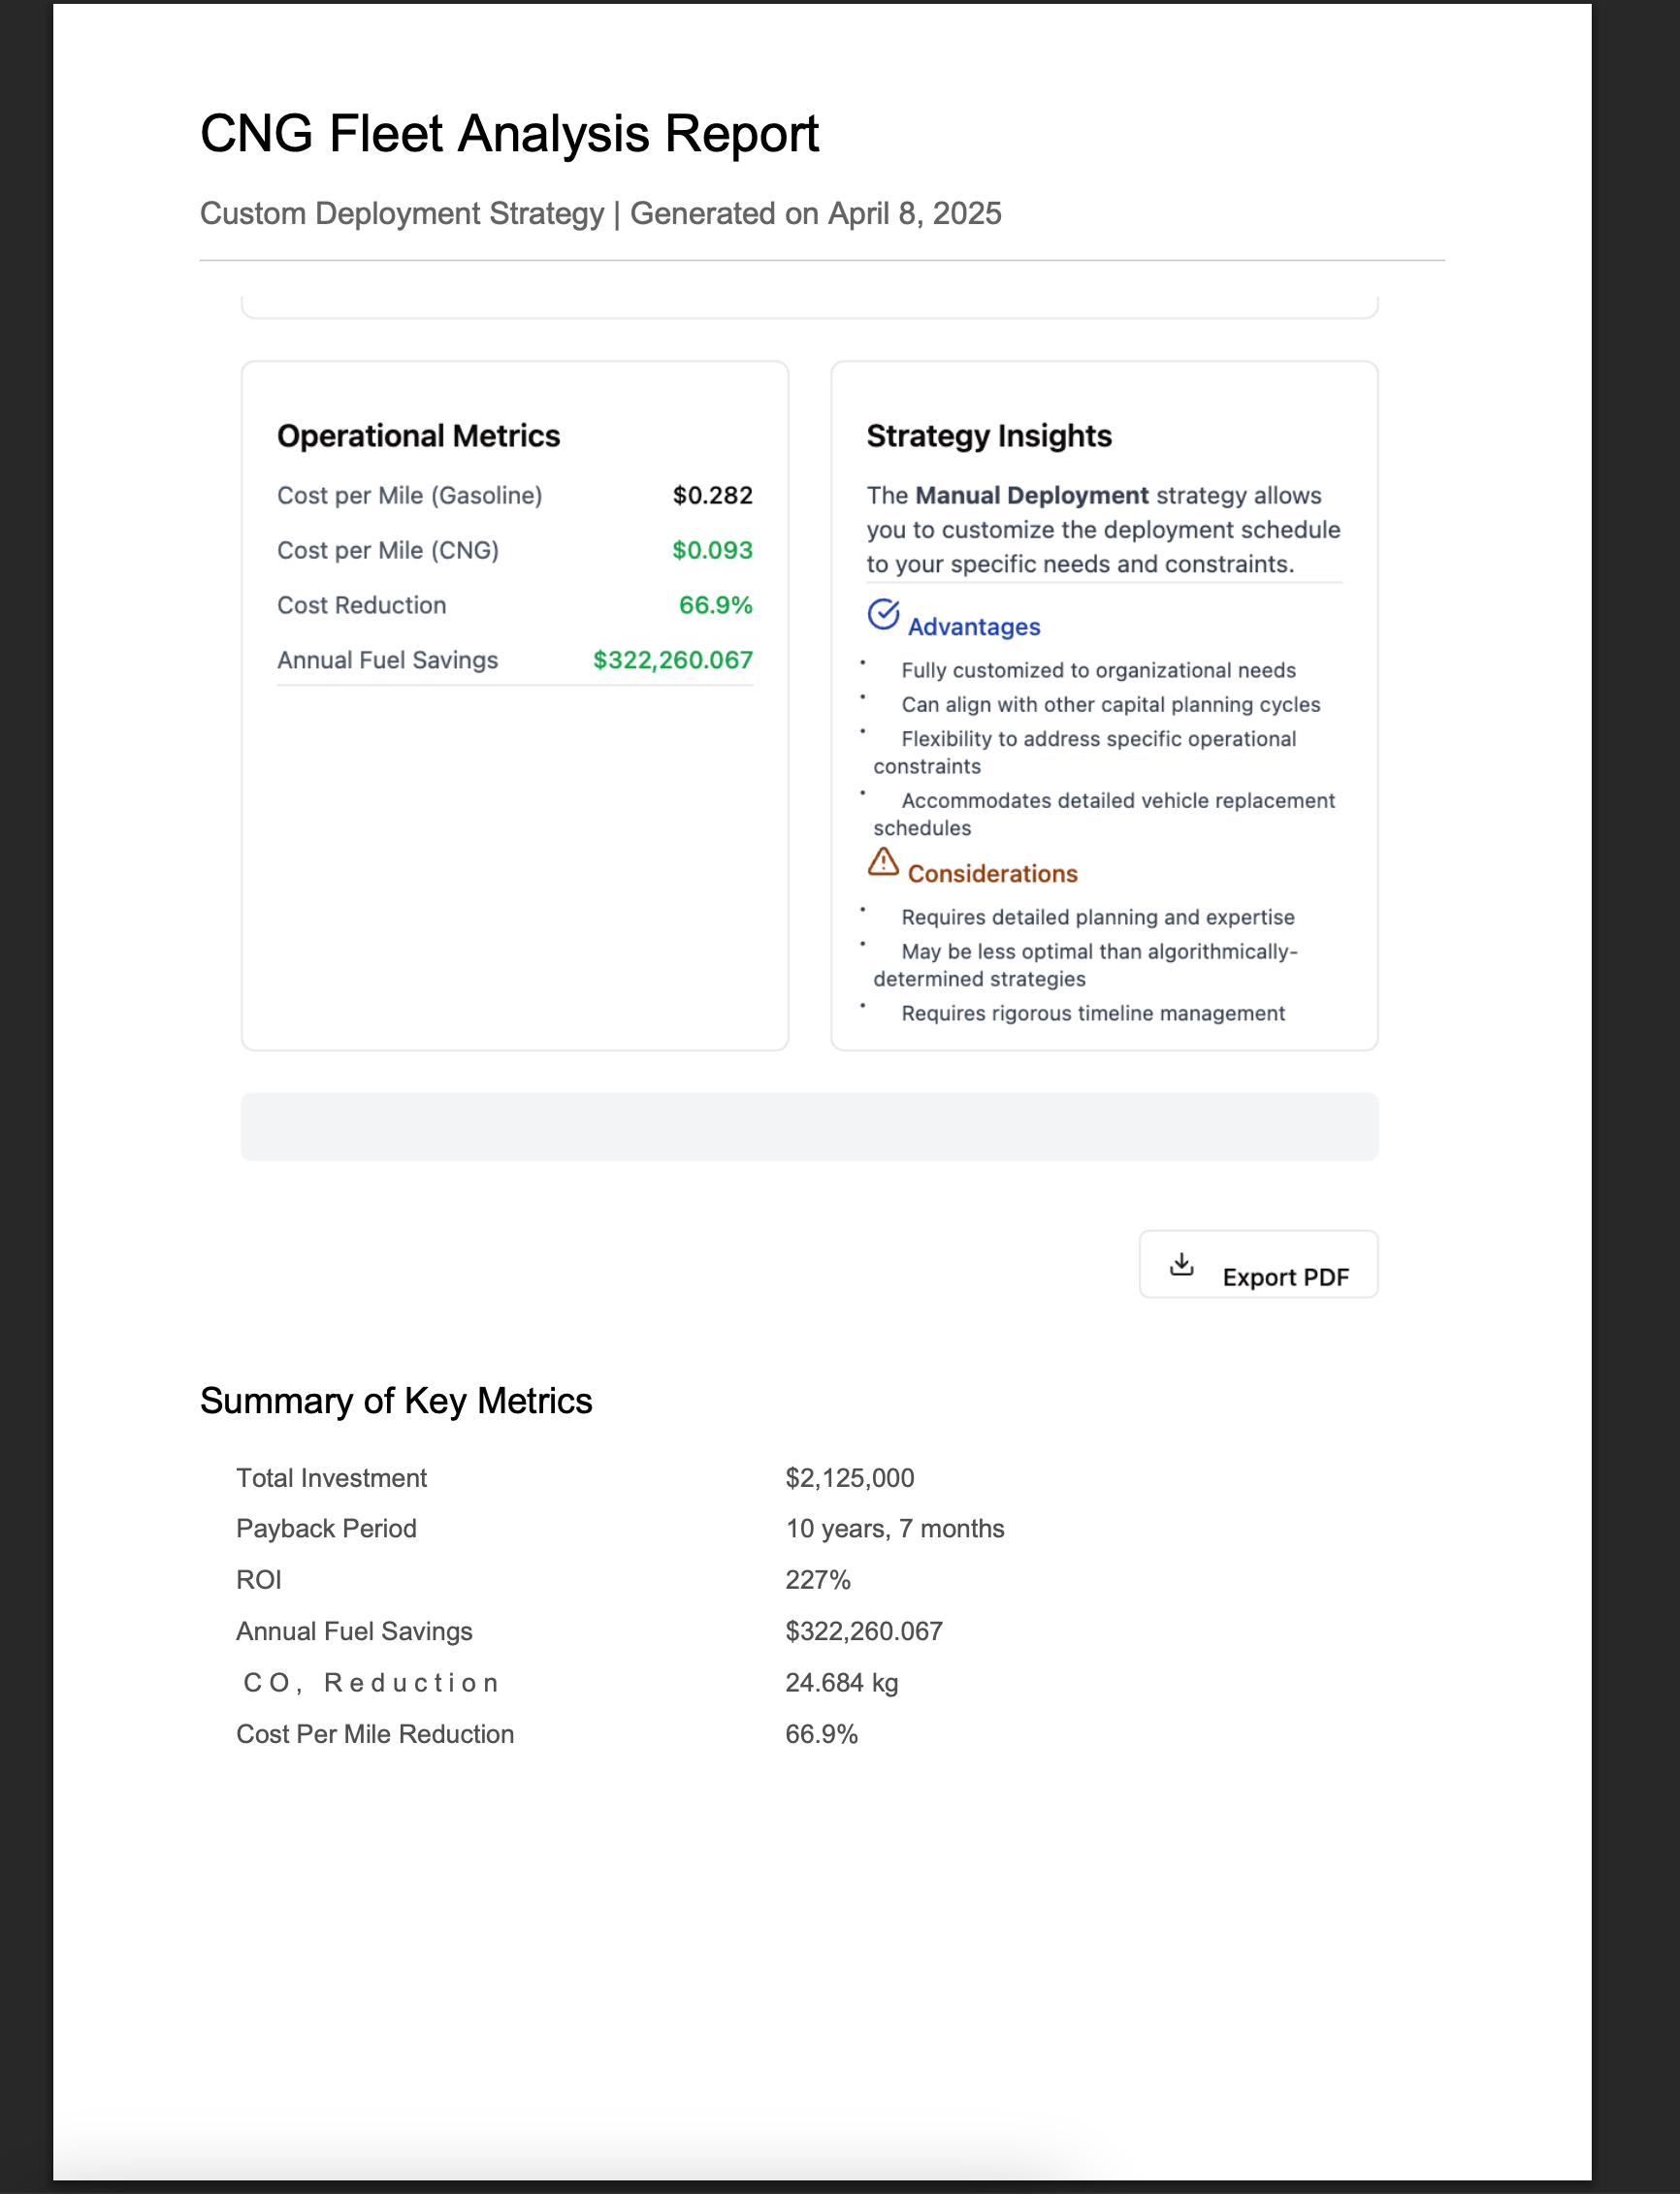 CNG Fleet Analysis Report
Custom Deployment Strategy | Generated on April 8, 2025
Operational Metrics
Cost per Mile (Gasoline) $0.282
Cost per Mile (CNG) $0.093
Cost Reduction 66.9%
Annual Fuel Savings $322,260.067
Strategy Insights
The Manual Deployment strategy allows
you to customize the deployment schedule
to your specific needs and constraints.
Advantages
• Fully customized to organizational needs
• Can align with other capital planning cycles
• Flexibility to address specific operational
constraints
• Accommodates detailed vehicle replacement
schedules
Considerations
• Requires detailed planning and expertise
• May be less optimal than algorithmically-
determined strategies
• Requires rigorous timeline management
Export PDF
Summary of Key Metrics
Total Investment $2,125,000
Payback Period 10 years, 7 months
ROI 227%
Annual Fuel Savings $322,260.067
CO, Reduction 24.684 kg
Cost Per Mile Reduction 66.9%